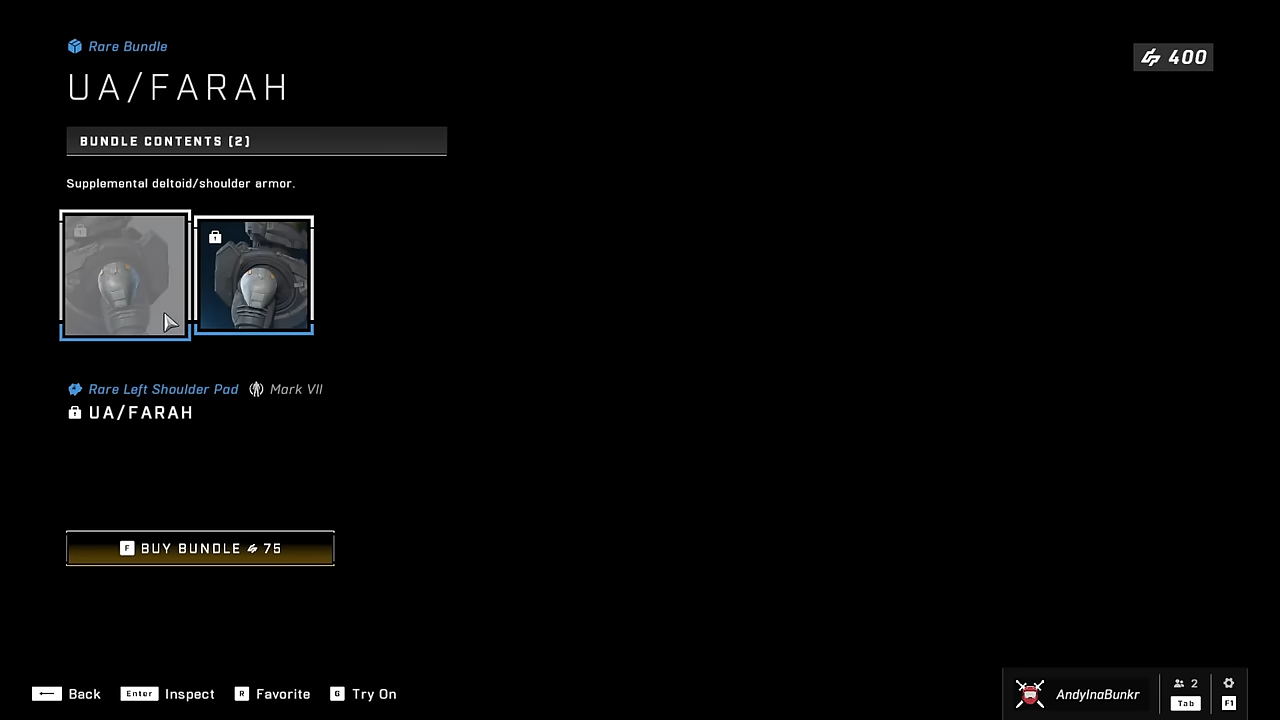 Rare Bundle
400
UA/FARAH
BUNDLE CONTENTS [2]
Supplemental deltoid/shoulder armor.
Rare Left Shoulder Pad Mark VII
UA/FARAH
F BUY BUNDLE 75
Back Enter Inspect R Favorite G Try On
AndyInaBunkr
2
Tab
F1